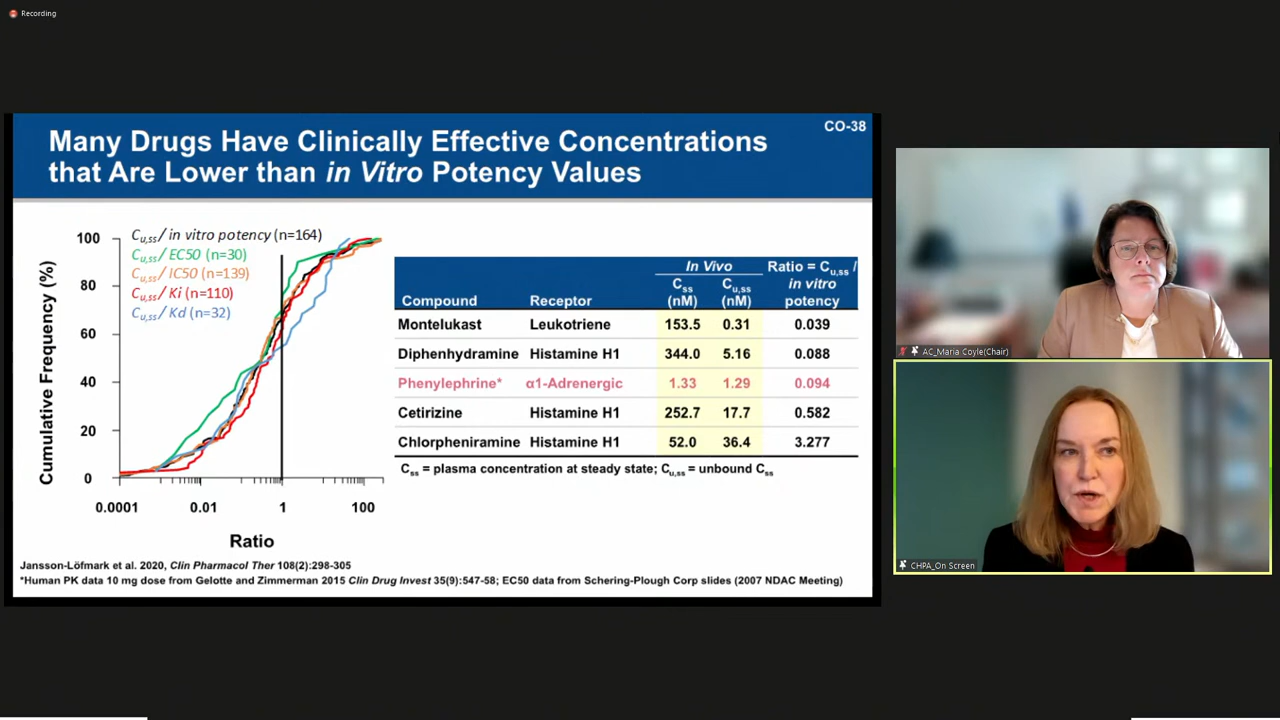 Recording
CO-38
Many Drugs Have Clinically Effective Concentrations
that Are Lower than in Vitro Potency Values
Cumulative Frequency (%)
100
80
60
40
20
0
Cu,ss/ in vitro potency (n=164)
Cu,ss/ EC50 (n=30)
Cu,ss/ IC50 (n=139)
Cu,ss/ Ki (n=110)
Cu,ss/ Kd (n=32)
0.0001 0.01 1 100
Ratio
In Vivo Ratio = Cu,ss /
Css Cu,ss in vitro
Compound Receptor (nM) (nM) potency
Montelukast Leukotriene 153.5 0.31 0.039
Diphenhydramine Histamine H1 344.0 5.16 0.088
Phenylephrine* α1-Adrenergic 1.33 1.29 0.094
Cetirizine Histamine H1 252.7 17.7 0.582
Chlorpheniramine Histamine H1 52.0 36.4 3.277
Css = plasma concentration at steady state; Cu,ss = unbound Css
Jansson-Löfmark et al. 2020, Clin Pharmacol Ther 108(2):298-305
*Human PK data 10 mg dose from Gelotte and Zimmerman 2015 Clin Drug Invest 35(9):547-58; EC50 data from Schering-Plough Corp slides (2007 NDAC Meeting)
AC_Maria Coyle(Chair)
CHPA_On Screen